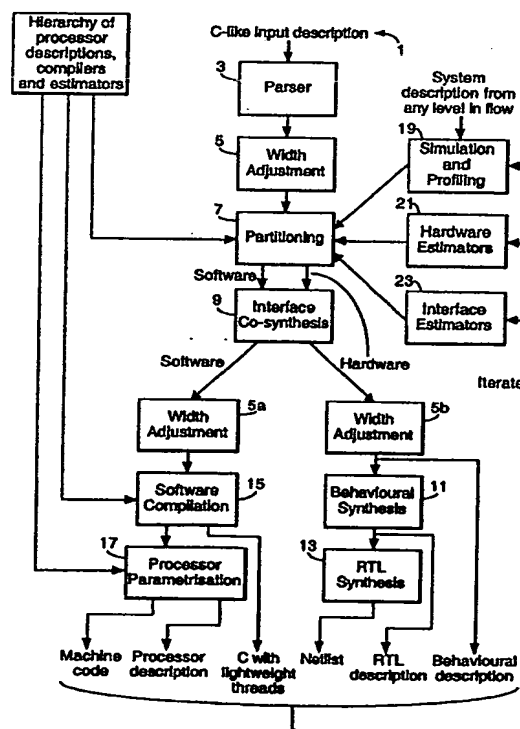 Hierarchy of
processor
descriptions,
compilers
and estimators
C-like input description
1
3
Parser
System
description from
any level in flow
5
Width
Adjustment
19
Simulation
and
Profiling
7
Partitioning
21
Hardware
Estimators
Software
9
Interface
Co-synthesis
23
Interface
Estimators
Software
Hardware
Iterate
Width
Adjustment
5a
Width
Adjustment
5b
Software
Compilation
15
Behavioural
Synthesis
11
17
Processor
Parametrisation
13
RTL
Synthesis
Machine
code
Processor
description
C with
lightweight
threads
Netlist
RTL
description
Behavioural
description